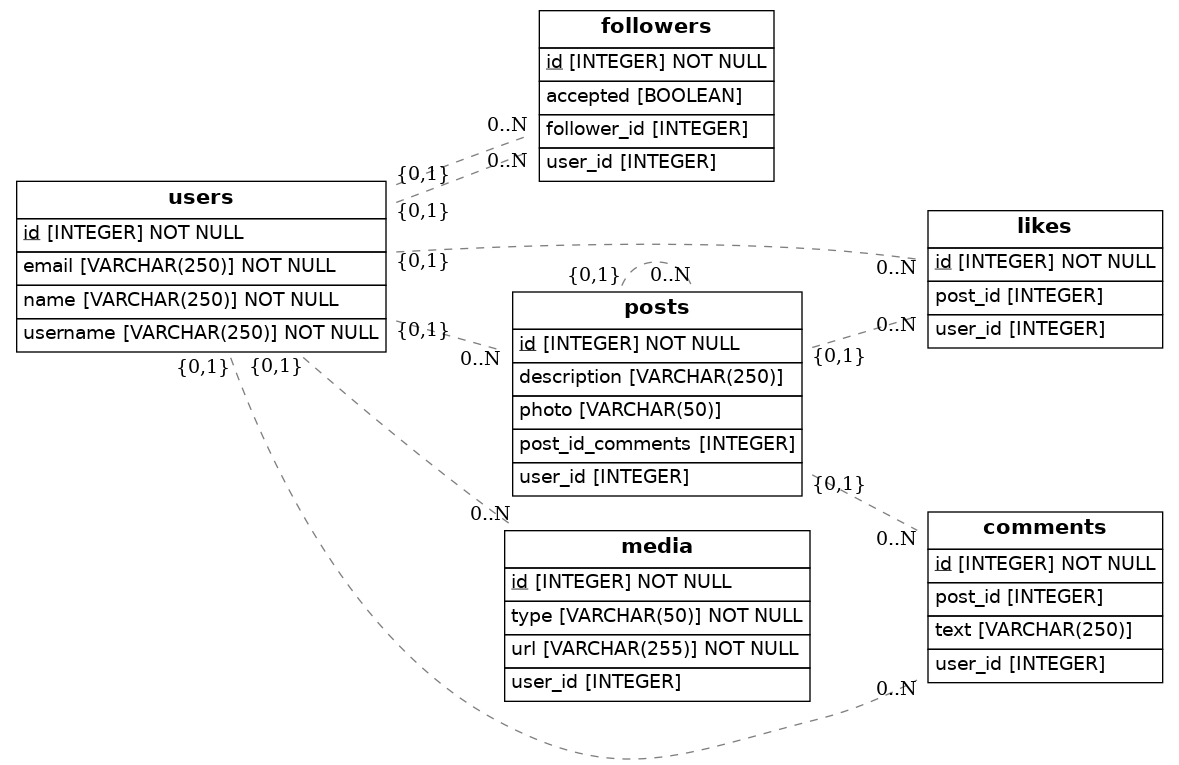 followers
id [INTEGER] NOT NULL
accepted [BOOLEAN]
follower_id [INTEGER]
user_id [INTEGER]
0..N
0..N
{0,1}
{0,1}
users
id [INTEGER] NOT NULL
email [VARCHAR(250)] NOT NULL
name [VARCHAR(250)] NOT NULL
username [VARCHAR(250)] NOT NULL
{0,1}
{0,1}
{0,1}
{0,1}
likes
id [INTEGER] NOT NULL
post_id [INTEGER]
user_id [INTEGER]
0..N
0..N
{0,1}
0..N
0..N
posts
id [INTEGER] NOT NULL
description [VARCHAR(250)]
photo [VARCHAR(50)]
post_id_comments [INTEGER]
user_id [INTEGER]
{0,1}
{0,1}
0..N
media
id [INTEGER] NOT NULL
type [VARCHAR(50)] NOT NULL
url [VARCHAR(255)] NOT NULL
user_id [INTEGER]
0..N
comments
id [INTEGER] NOT NULL
post_id [INTEGER]
text [VARCHAR(250)]
user_id [INTEGER]
0..N